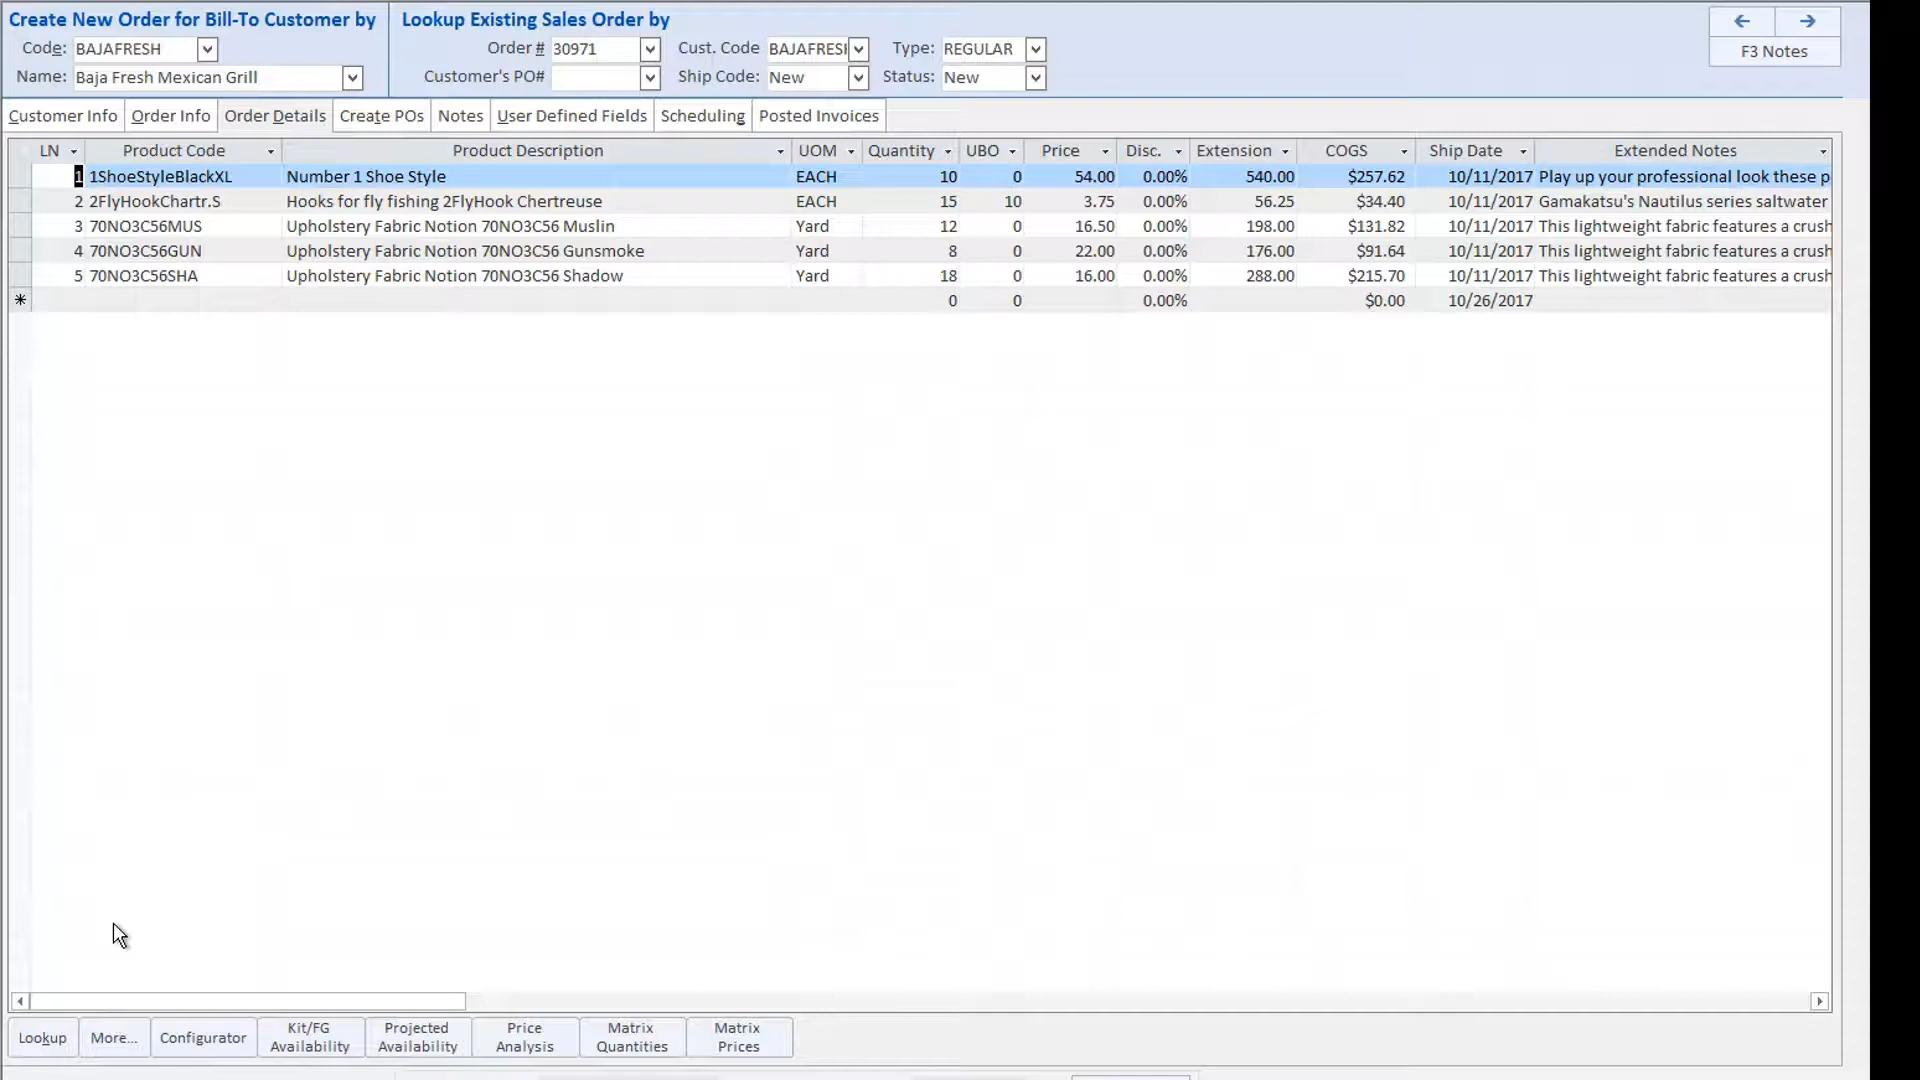 Create New Order for Bill-To Customer by
Lookup Existing Sales Order by
Code: BAJAFRESH
Order # 30971 Cust. Code BAJAFRESH Type: REGULAR
Name: Baja Fresh Mexican Grill
Customer's PO# Ship Code: New Status: New
F3 Notes
Customer Info Order Info Order Details Create POs Notes User Defined Fields Scheduling Posted Invoices
LN Product Code Product Description UOM Quantity UBO Price Disc. Extension COGS Ship Date Extended Notes
1 1ShoeStyleBlackXL Number 1 Shoe Style EACH 10 0 54.00 0.00% 540.00 $257.62 10/11/2017 Play up your professional look these p
2 2FlyHookChartr.S Hooks for fly fishing 2FlyHook Chertreuse EACH 15 10 3.75 0.00% 56.25 $34.40 10/11/2017 Gamakatsu's Nautilus series saltwater
3 70NO3C56MUS Upholstery Fabric Notion 70NO3C56 Muslin Yard 12 0 16.50 0.00% 198.00 $131.82 10/11/2017 This lightweight fabric features a crush
4 70NO3C56GUN Upholstery Fabric Notion 70NO3C56 Gunsmoke Yard 8 0 22.00 0.00% 176.00 $91.64 10/11/2017 This lightweight fabric features a crush
5 70NO3C56SHA Upholstery Fabric Notion 70NO3C56 Shadow Yard 18 0 16.00 0.00% 288.00 $215.70 10/11/2017 This lightweight fabric features a crush
* 0 0 0.00% $0.00 10/26/2017
Lookup More... Configurator Kit/FG Availability Projected Availability Price Analysis Matrix Quantities Matrix Prices